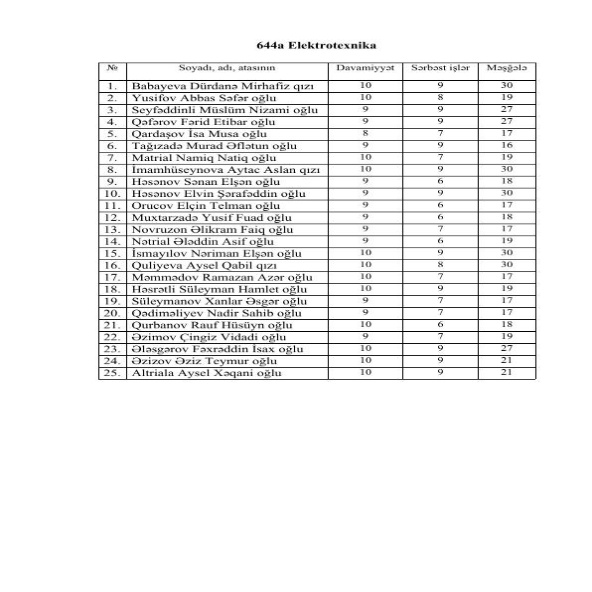 644a Elektrotexnika
№ Soyadı, adı, atasının Davamiyyət Sərbəst işlər Məşğələ
1. Babayeva Dürdanə Mirhafiz qızı 10 9 30
2. Yusifov Abbas Səfər oğlu 10 8 19
3. Seyfəddinli Müslüm Nizami oğlu 9 9 27
4. Qəfərov Fərid Etibar oğlu 9 9 27
5. Qardaşov İsa Musa oğlu 8 7 17
6. Tağızadə Murad Əflətun oğlu 9 9 16
7. Matrial Namiq Natiq oğlu 10 7 19
8. İmamhüseynova Aytac Aslan qızı 10 9 30
9. Həsənov Sənan Elşən oğlu 9 6 18
10. Həsənov Elvin Şərafəddin oğlu 9 9 30
11. Orucov Elçin Telman oğlu 9 6 17
12. Muxtarzadə Yusif Fuad oğlu 9 6 18
13. Novruzon Əlikram Faiq oğlu 9 7 17
14. Nətrial Ələddin Asif oğlu 9 6 19
15. İsmayılov Nəriman Elşən oğlu 10 9 30
16. Quliyeva Aysel Qabil qızı 10 8 30
17. Məmmədov Ramazan Azər oğlu 10 7 17
18. Həsrətli Süleyman Hamlet oğlu 10 9 19
19. Süleymanov Xanlar Əsgər oğlu 9 7 17
20. Qədiməliyev Nadir Sahib oğlu 9 7 17
21. Qurbanov Rauf Hüsüyn oğlu 10 6 18
22. Əzimov Çingiz Vidadi oğlu 9 7 19
23. Ələsgərov Fəxrəddin İsax oğlu 10 9 27
24. Əzizov Əziz Teymur oğlu 10 9 21
25. Altriala Aysel Xəqani oğlu 10 9 21